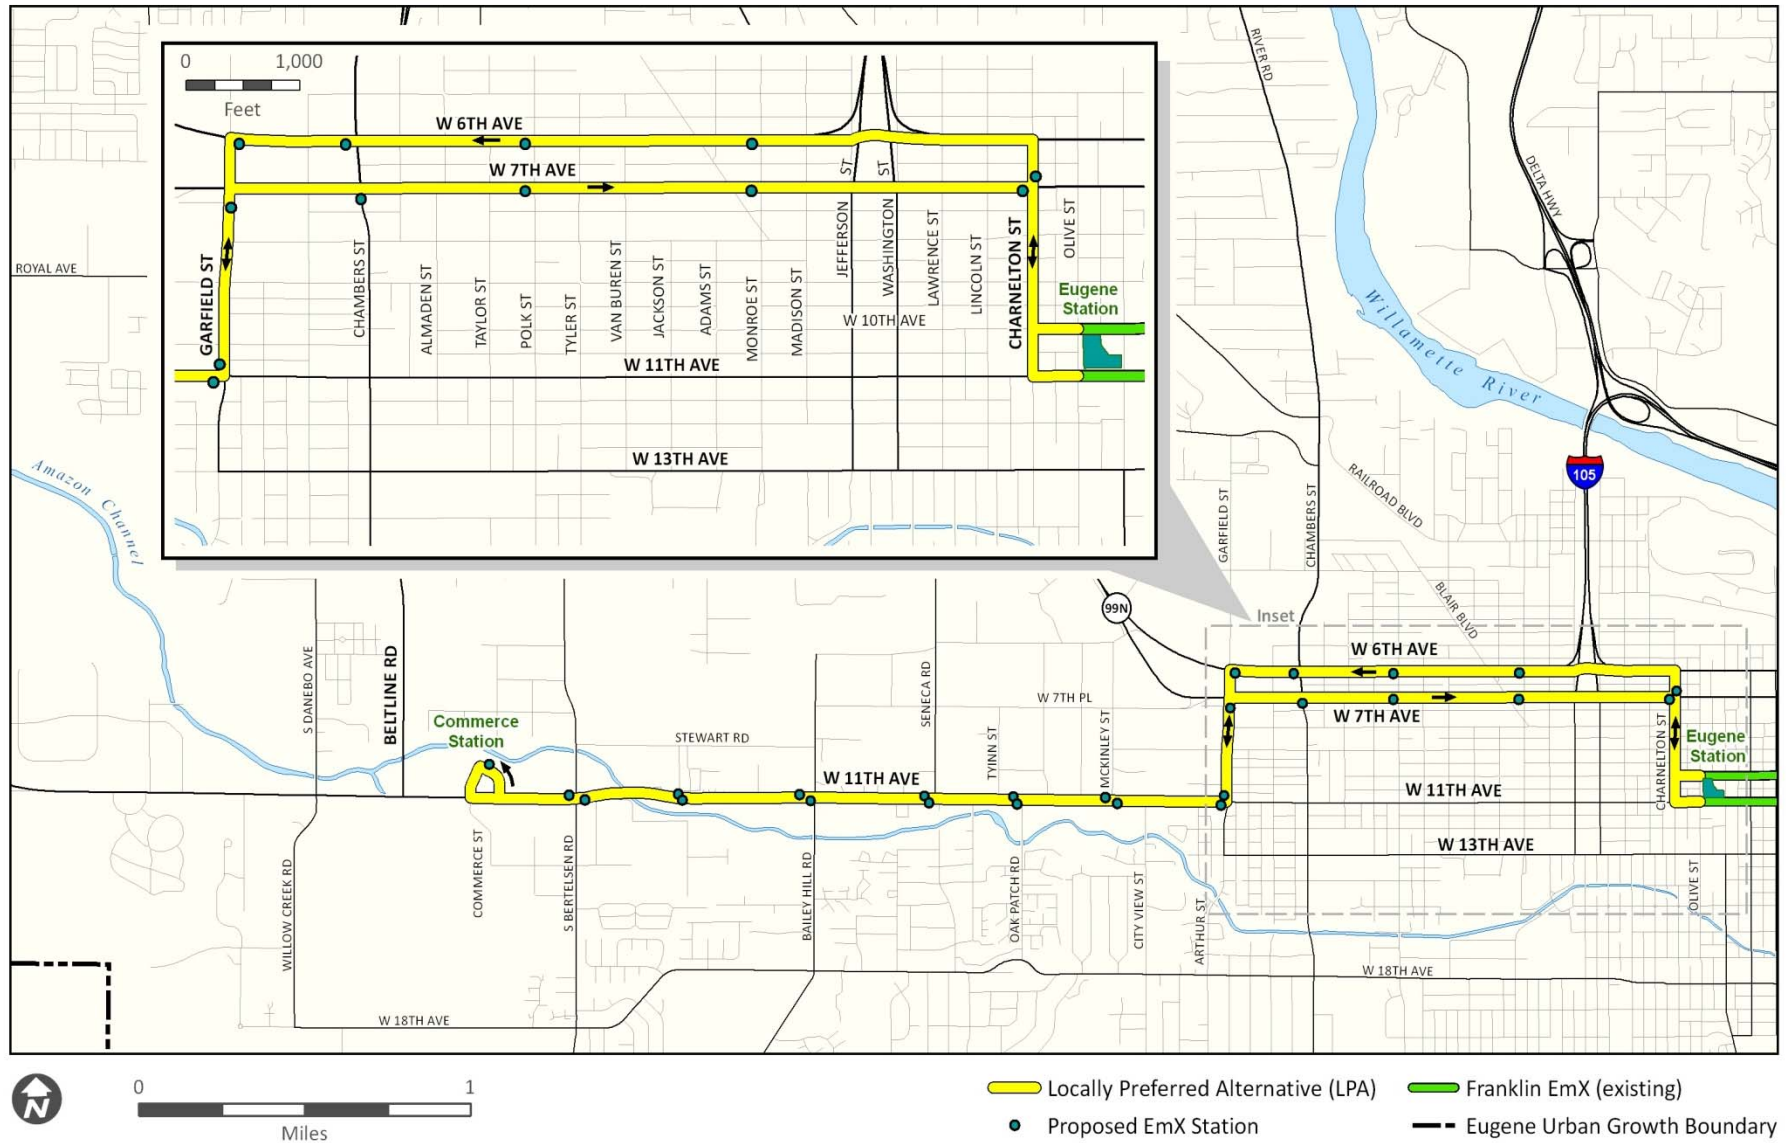 0 1,000
Feet
W 6TH AVE
W 7TH AVE
ST
ST
GARFIELD ST
CHAMBERS ST
ALMADEN ST
TAYLOR ST
POLK ST
TYLER ST
VAN BUREN ST
JACKSON ST
ADAMS ST
MONROE ST
MADISON ST
JEFFERSON
WASHINGTON
LAWRENCE ST
LINCOLN ST
CHARNELTON ST
OLIVE ST
Eugene
Station
W 10TH AVE
W 11TH AVE
W 13TH AVE
RIVER RD
DELTA HWY
Willamette River
ROYAL AVE
Amazon Channel
105
RAILROAD BLVD
GARFIELD ST
CHAMBERS ST
BLAIR BLVD
99N
Inset
W 6TH AVE
W 7TH AVE
S DANEBO AVE
BELTLINE RD
Commerce
Station
STEWART RD
SENECA RD
W 7TH PL
TYINN ST
MCKINLEY ST
W 11TH AVE
W 11TH AVE
CHARNELTON ST
Eugene
Station
W 13TH AVE
WILLOW CREEK RD
COMMERCE ST
S BERTELSEN RD
BAILEY HILL RD
OAK PATCH RD
CITY VIEW ST
ARTHUR ST
OLIVE ST
W 18TH AVE
W 18TH AVE
N
0 1
Miles
Locally Preferred Alternative (LPA)
Franklin EmX (existing)
Proposed EmX Station
Eugene Urban Growth Boundary